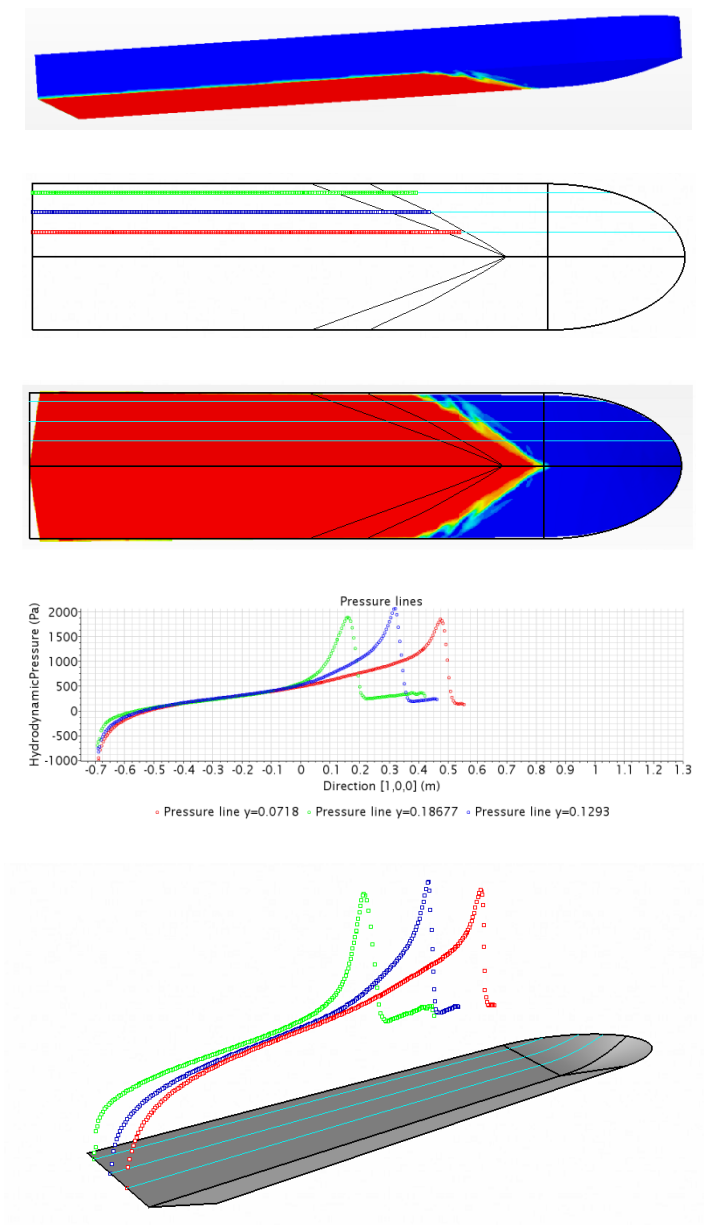 Pressure lines
HydrodynamicPressure (Pa)
2000
1500
1000
500
0
-500
-1000
-0.7 -0.6 -0.5 -0.4 -0.3 -0.2 -0.1 0 0.1 0.2 0.3 0.4 0.5 0.6 0.7 0.8 0.9 1 1.1 1.2 1.3
Direction [1,0,0] (m)
Pressure line y=0.0718 Pressure line y=0.18677 Pressure line y=0.1293